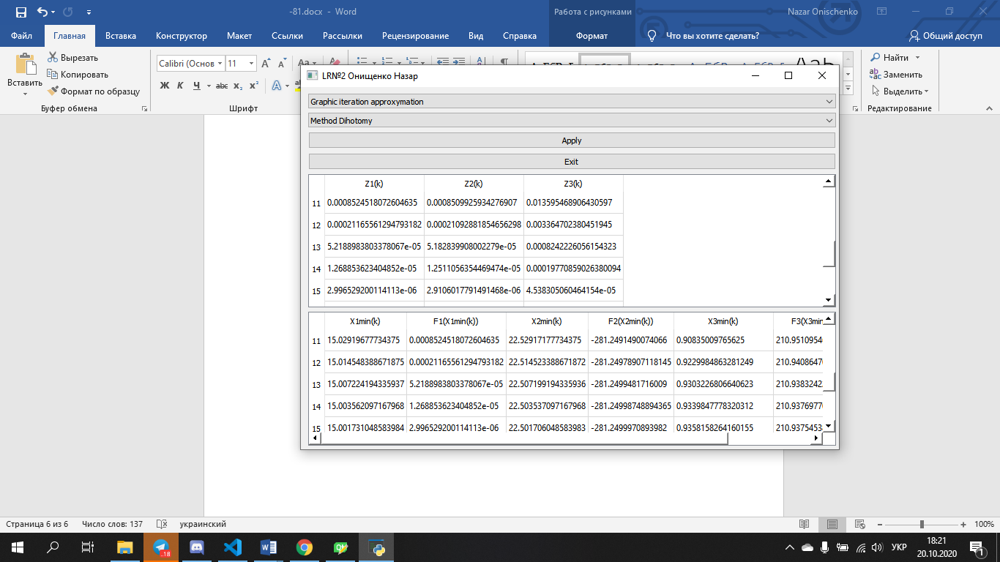 -81.docx - Word
Работа с рисунками
Nazar Onischenko
Файл Главная Вставка Конструктор Макет Ссылки Рассылки Рецензирование Вид Справка Формат Что вы хотите сделать? Общий доступ
Вставить
Вырезать
Копировать
Формат по образцу
Буфер обмена
Calibri (Основ 11
Ж К Ч abc x₂ x²
Шрифт
Найти
Заменить
Выделить
Редактирование
LR№2 Онищенко Назар
Graphic iteration approxymation
Method Dihotomy
Apply
Exit
Z1(k) Z2(k) Z3(k)
11 0.0008524518072604635 0.0008509925934276907 0.013595468906430597
12 0.00021165561294793182 0.00021092881854656298 0.003364702380451945
13 5.2188983803378067e-05 5.182839908002279e-05 0.0008242226056154323
14 1.268853623404852e-05 1.2511056354469474e-05 0.00019770859026380094
15 2.996529200114113e-06 2.9106017791491468e-06 4.538305060464154e-05
X1min(k) F1(X1min(k)) X2min(k) F2(X2min(k)) X3min(k) F3(X3min
11 15.02919677734375 0.0008524518072604635 22.52917177734375 -281.2491490074066 0.90835009765625 210.9510954
12 15.014548388671875 0.00021165561294793182 22.514523388671872 -281.24978907118145 0.9229984863281249 210.9408647
13 15.007224194335937 5.2188983803378067e-05 22.507199194335936 -281.2499481716009 0.9303226806640623 210.9383242
14 15.003562097167968 1.268853623404852e-05 22.503537097167968 -281.24998748894365 0.9339847778320312 210.9376977
15 15.001731048583984 2.996529200114113e-06 22.501706048583983 -281.2499970893982 0.9358158264160155 210.9375453
Страница 6 из 6 Число слов: 137 украинский 100%
..18
УКР
18:21
20.10.2020
1